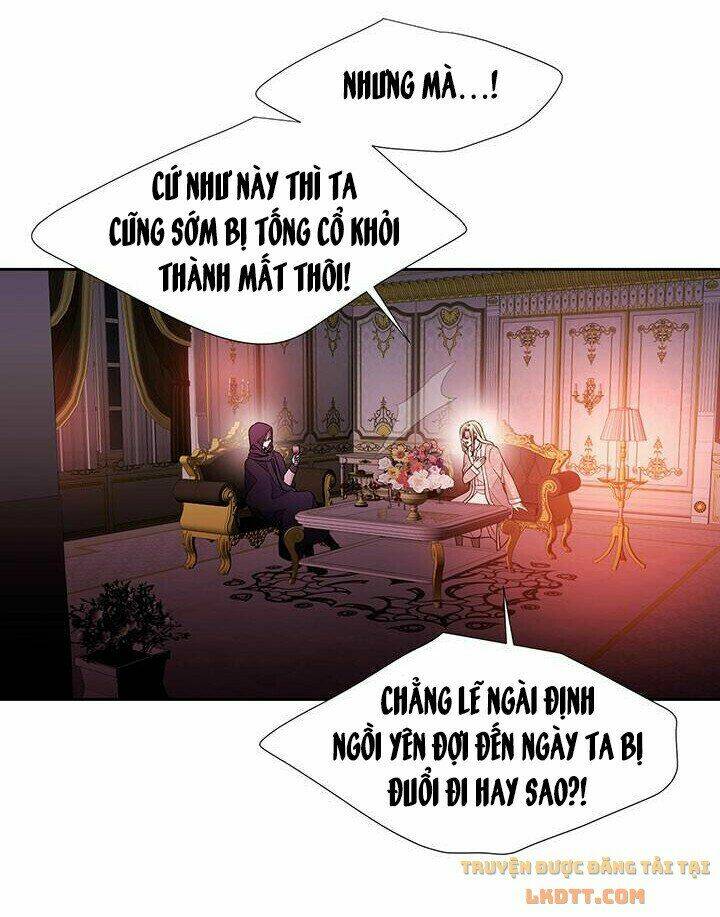 NHƯNG MÀ...!
CỨ NHƯ NÀY THÌ TA
CŨNG SỚM BỊ TỐNG CỔ KHỎI
THÀNH MẤT THÔI!
CHẲNG LẼ NGÀI ĐỊNH
NGỒI YÊN ĐỢI ĐẾN NGÀY TA BỊ
ĐUỔI ĐI HAY SAO?!
TRUYỆN ĐƯỢC ĐĂNG TẢI TẠI
LKDTT.COM